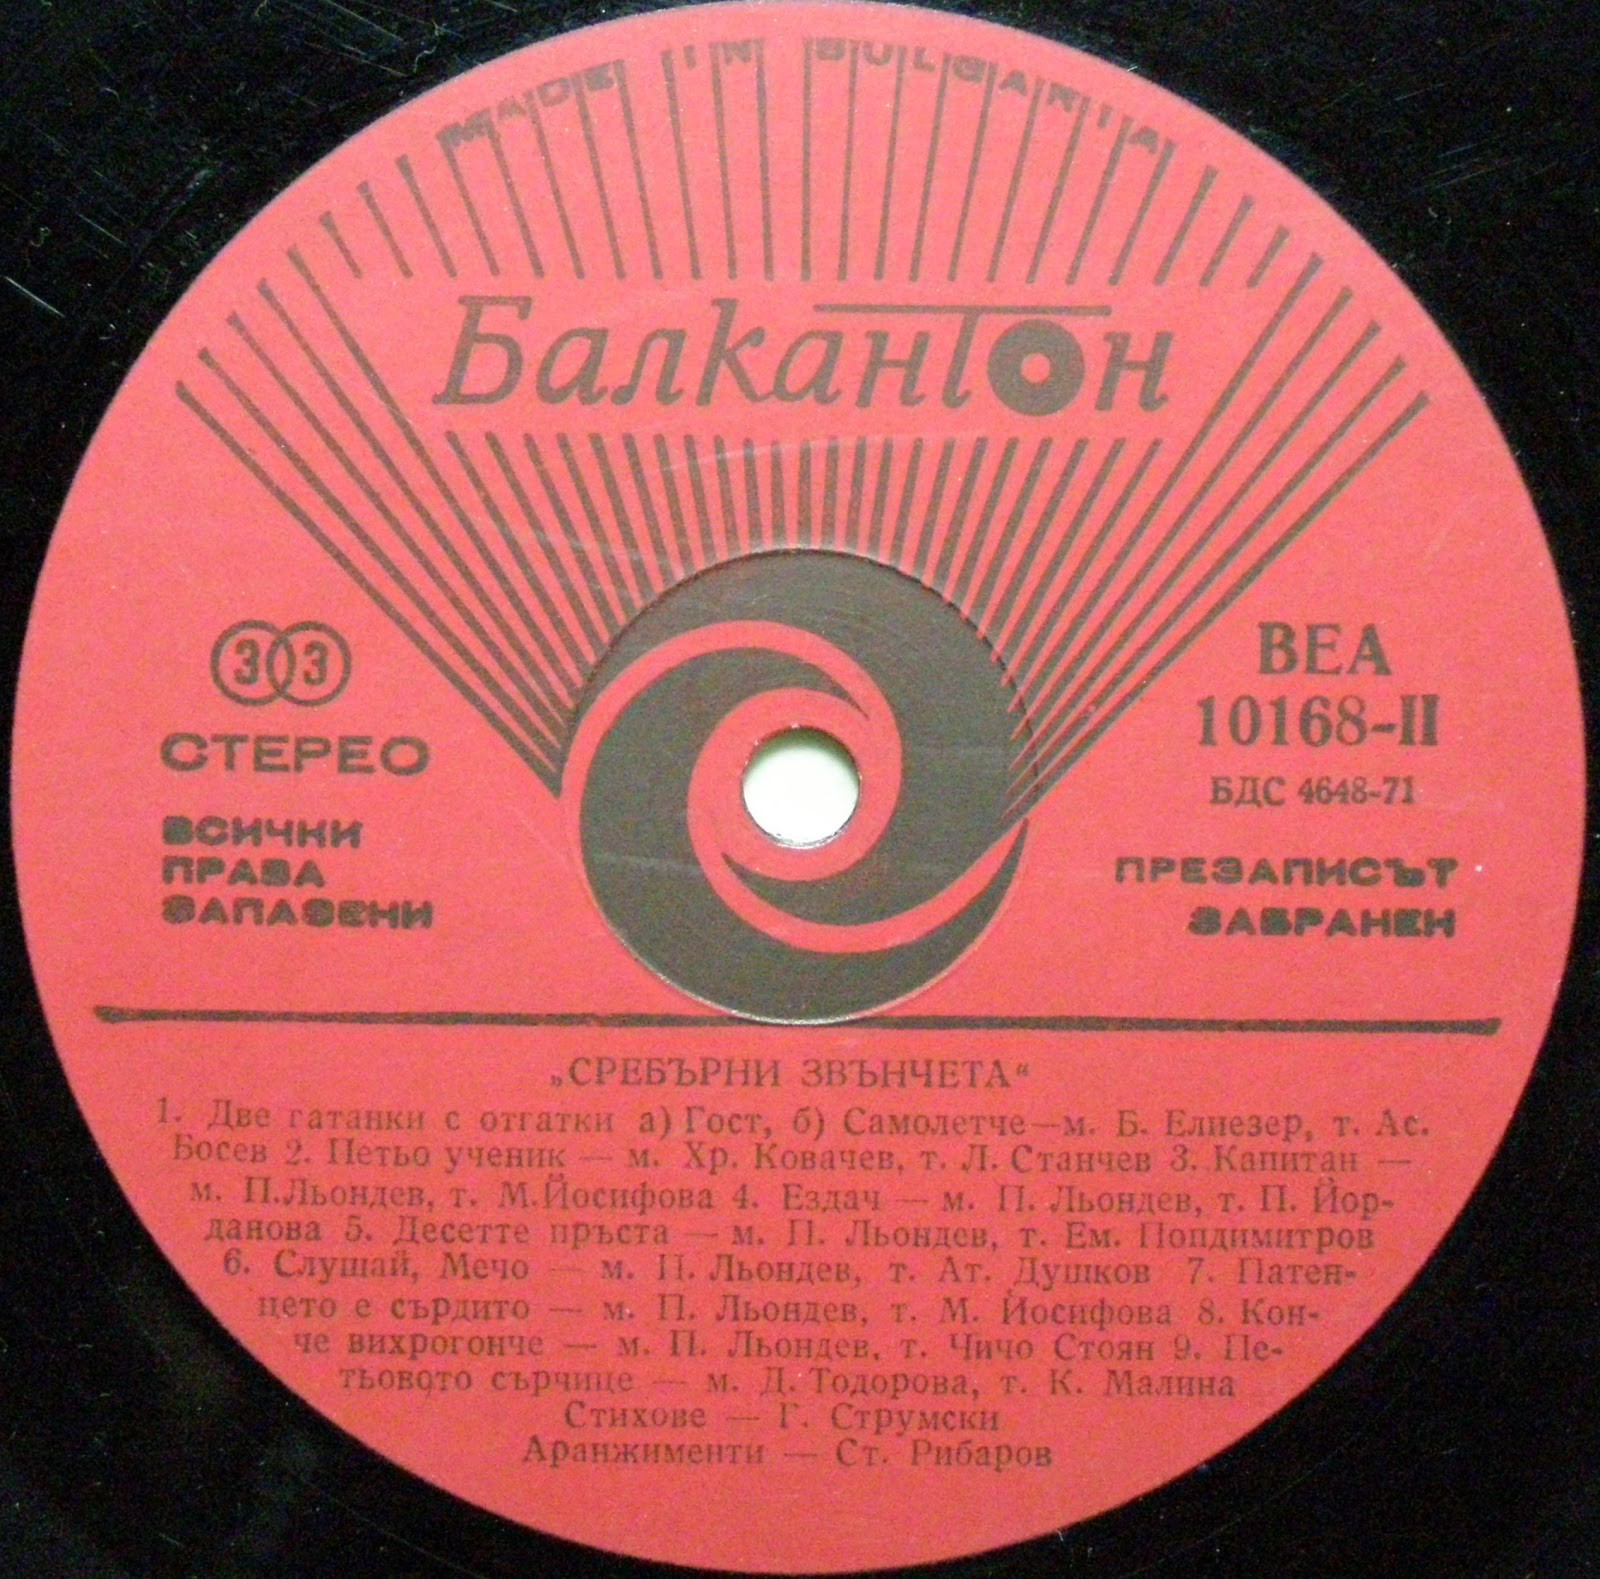 MADE IN BULGARIA
Балкантон
33
СТЕРЕО
ВСИЧКИ
ПРАВА
ЗАПАЗЕНИ
ВЕА
10168-II
БДС 4648-71
ПРЕЗАПИСЪТ
ЗАБРАНЕН
„СРЕБЪРНИ ЗВЪНЧЕТА“
1. Две гатанки с отгатки а) Гост, б) Самолетче—м. Б. Елиезер, т. Ас.
Босев 2. Петьо ученик — м. Хр. Ковачев, т. Л. Станчев 3. Капитан —
м. П.Льондев, т. М.Йосифова 4. Ездач — м. П. Льондев, т. П. Йор-
данова 5. Десетте пръста — м. П. Льондев, т. Ем. Попдимитров
6. Слушай, Мечо — м. П. Льондев, т. Ат. Душков 7. Патен-
цето е сърдито — м. П. Льондев, т. М. Йосифова 8. Кон-
че вихрогонче — м. П. Льондев, т. Чичо Стоян 9. Пе-
тьовото сърчице — м. Д. Тодорова, т. К. Малина
Стихове — Г. Струмски
Аранжименти — Ст. Рибаров